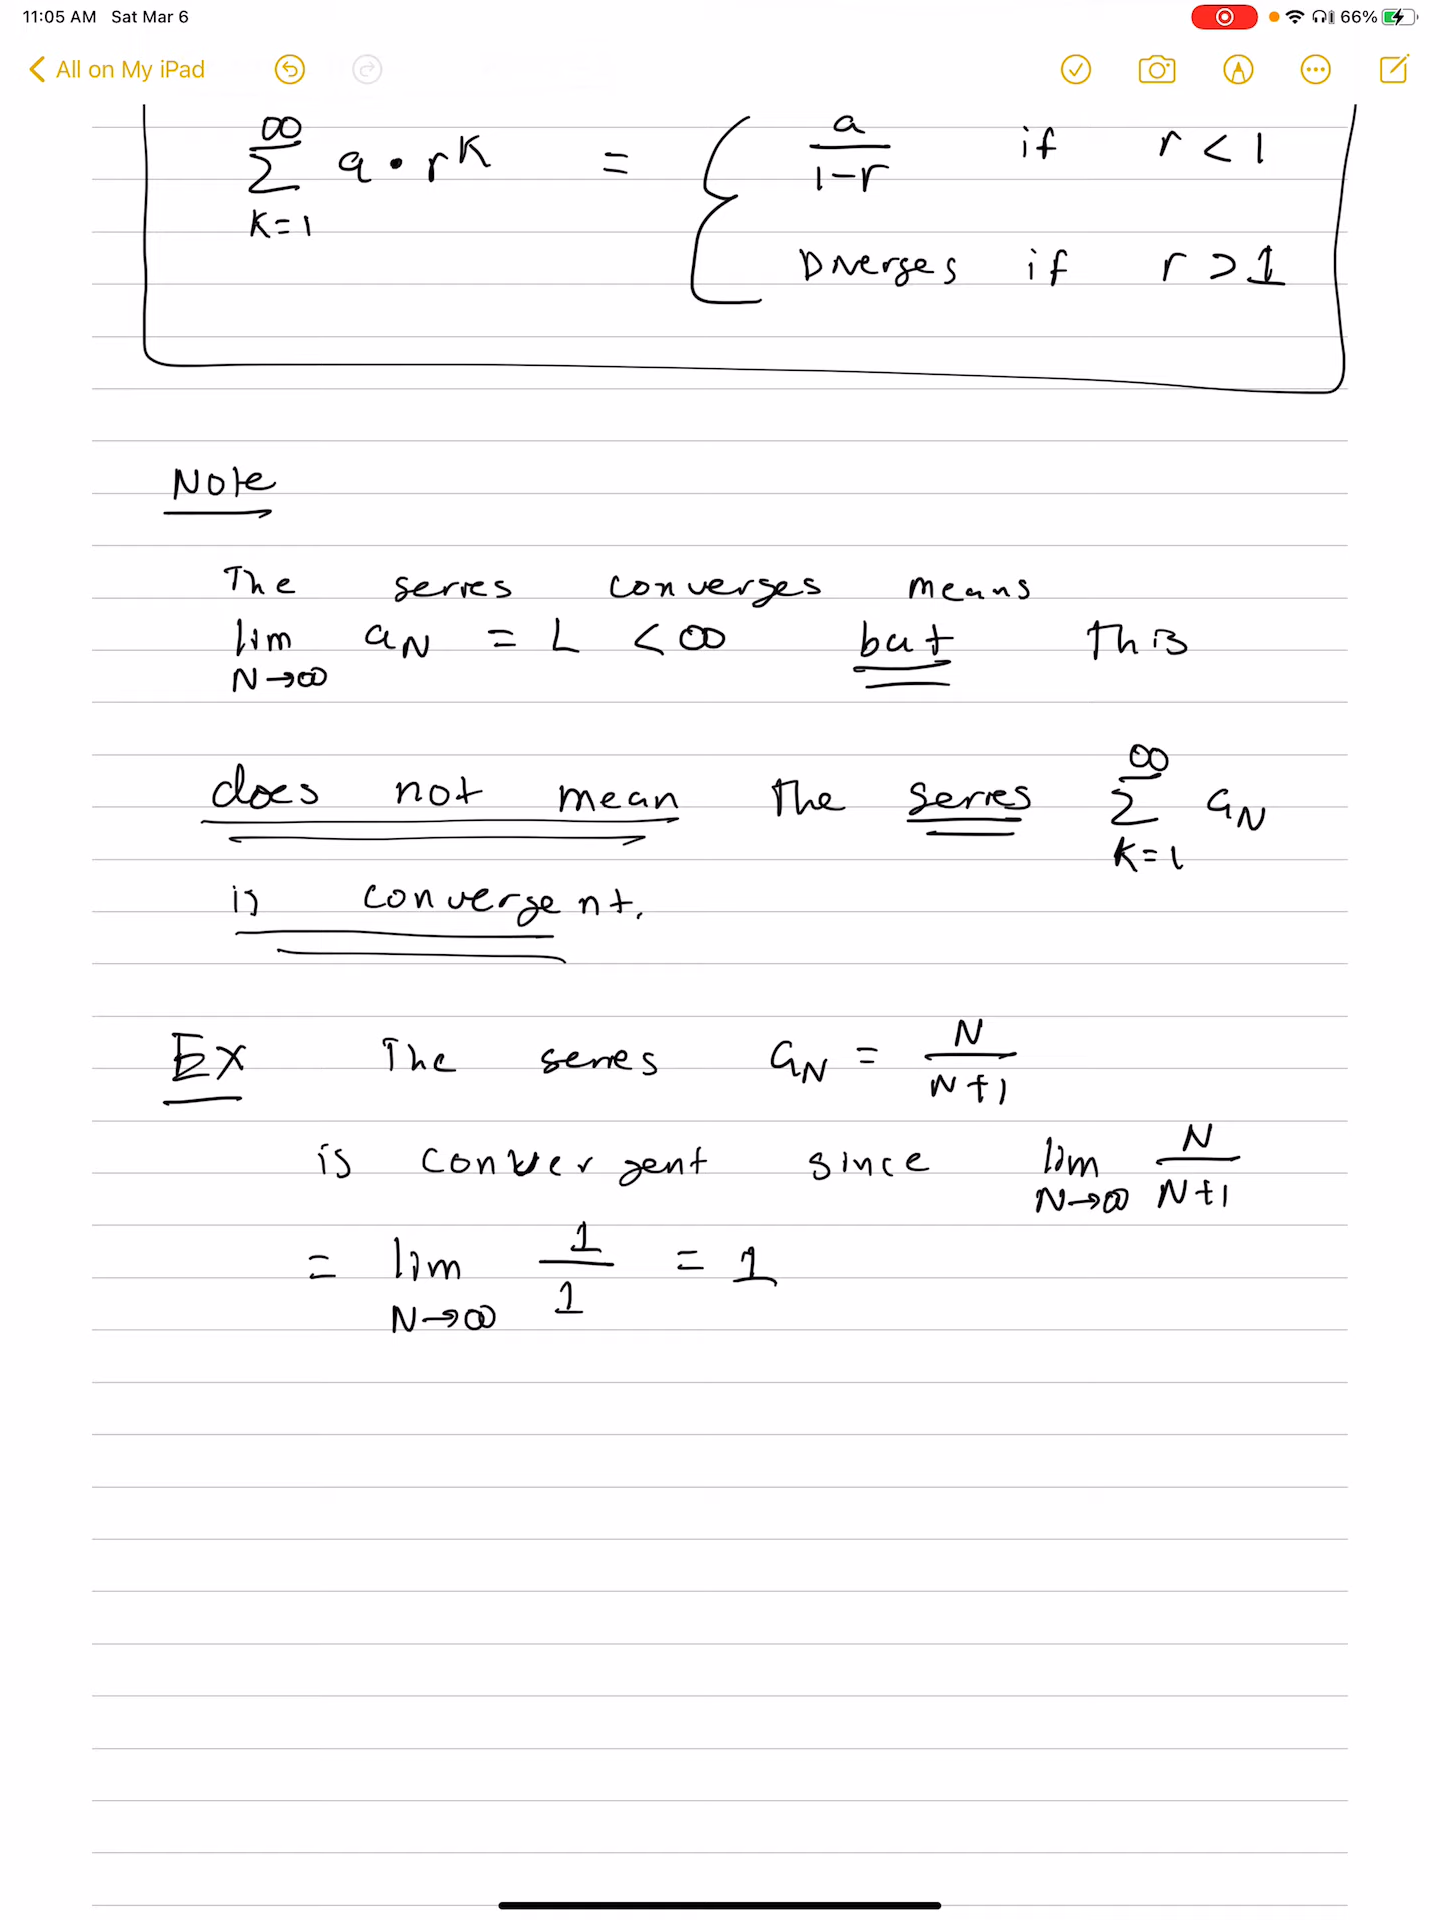 11:05 AM Sat Mar 6 66%
All on My iPad
∞
Σ a • r^K = { a/(1-r) if r < 1
K=1
Diverges if r > 1
Note
The series converges means
lim a_N = L < ∞ but this
N→∞
does not mean the series ∞ Σ a_N
K=1
is convergent.
Ex The series a_N = N/(N+1)
is convergent since lim N/(N+1)
N→∞
= lim 1/1 = 1
N→∞